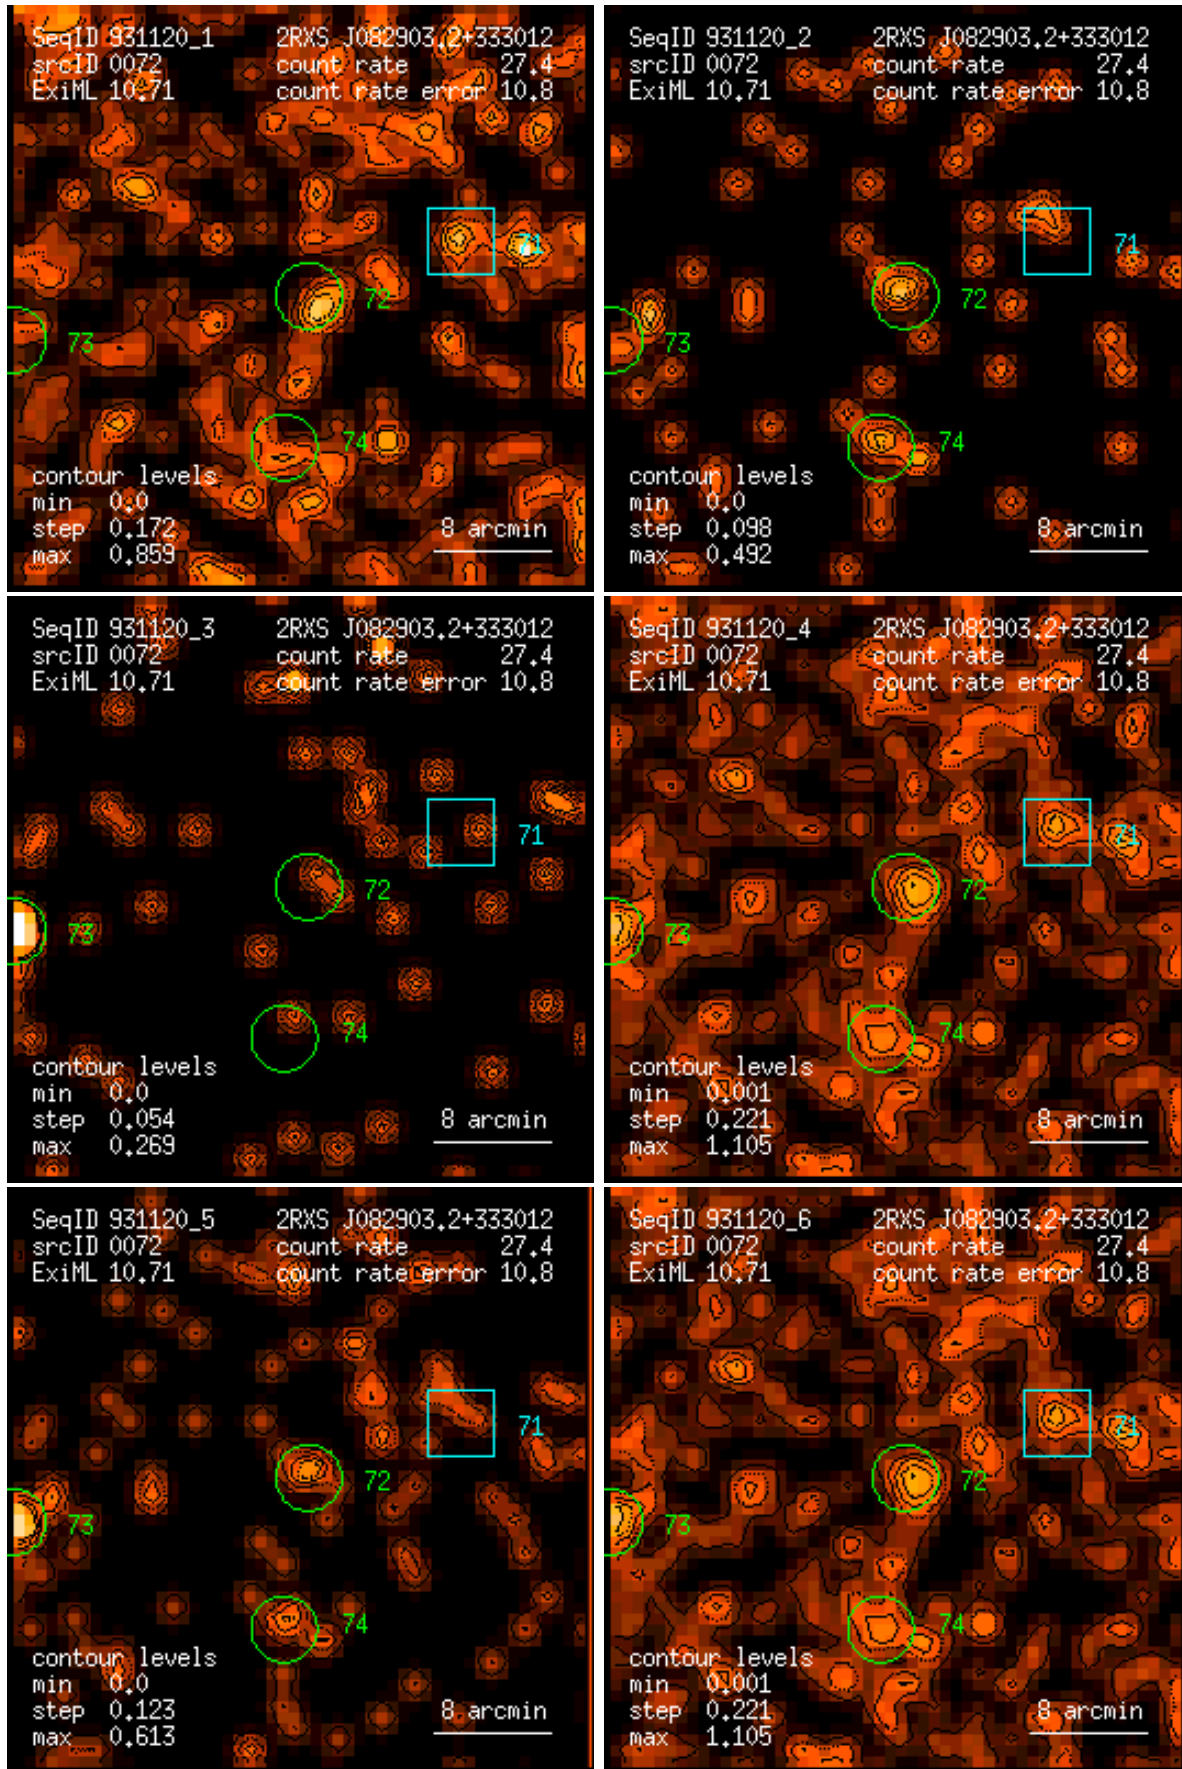 SeqID 931120_1 2RXS J082903.2+333012
srcID 0072 count rate 27.4
ExiML 10.71 count rate error 10.8
71
72
73
74
contour levels
min 0.0
step 0.172
max 0.859
8 arcmin
SeqID 931120_2 2RXS J082903.2+333012
srcID 0072 count rate 27.4
ExiML 10.71 count rate error 10.8
71
72
73
74
contour levels
min 0.0
step 0.098
max 0.492
8 arcmin
SeqID 931120_3 2RXS J082903.2+333012
srcID 0072 count rate 27.4
ExiML 10.71 count rate error 10.8
71
72
73
74
contour levels
min 0.0
step 0.054
max 0.269
8 arcmin
SeqID 931120_4 2RXS J082903.2+333012
srcID 0072 count rate 27.4
ExiML 10.71 count rate error 10.8
71
72
73
74
contour levels
min 0.001
step 0.221
max 1.105
8 arcmin
SeqID 931120_5 2RXS J082903.2+333012
srcID 0072 count rate 27.4
ExiML 10.71 count rate error 10.8
71
72
73
74
contour levels
min 0.0
step 0.123
max 0.613
8 arcmin
SeqID 931120_6 2RXS J082903.2+333012
srcID 0072 count rate 27.4
ExiML 10.71 count rate error 10.8
71
72
73
74
contour levels
min 0.001
step 0.221
max 1.105
8 arcmin